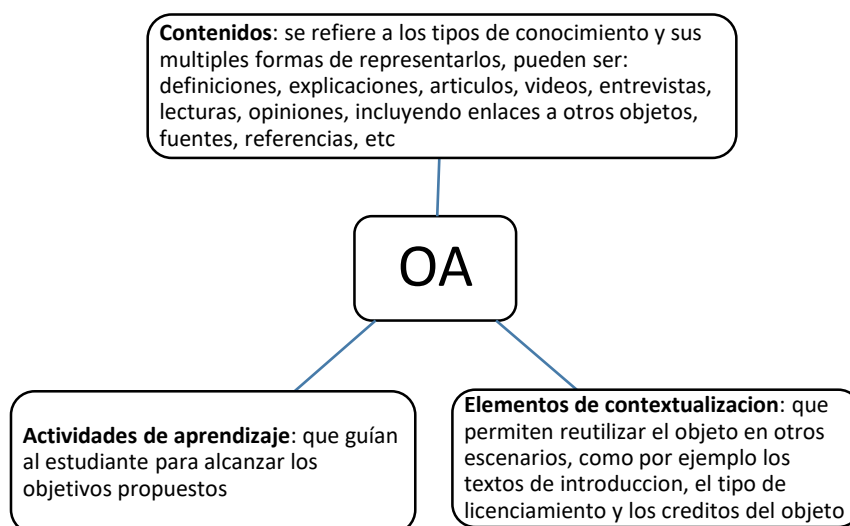 Contenidos: se refiere a los tipos de conocimiento y sus
multiples formas de representarlos, pueden ser:
definiciones, explicaciones, articulos, videos, entrevistas,
lecturas, opiniones, incluyendo enlaces a otros objetos,
fuentes, referencias, etc
OA
Actividades de aprendizaje: que guían
al estudiante para alcanzar los
objetivos propuestos
Elementos de contextualizacion: que
permiten reutilizar el objeto en otros
escenarios, como por ejemplo los
textos de introduccion, el tipo de
licenciamiento y los creditos del objeto